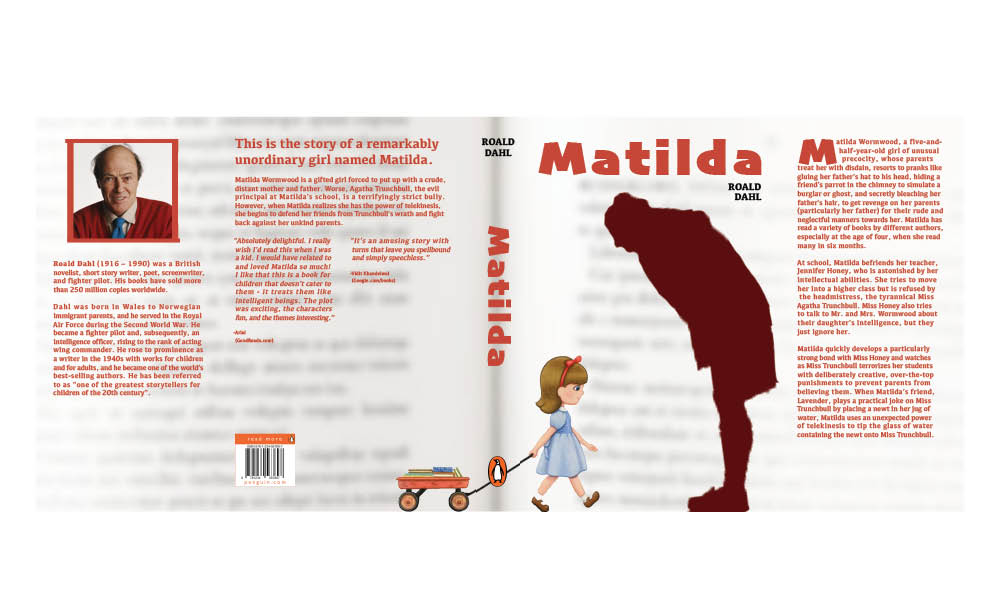 Roald Dahl (1916 – 1990) was a British
novelist, short story writer, poet, screenwriter,
and fighter pilot. His books have sold more
than 250 million copies worldwide.
Dahl was born in Wales to Norwegian
immigrant parents, and he served in the Royal
Air Force during the Second World War. He
became a fighter pilot and, subsequently, an
intelligence officer, rising to the rank of acting
wing commander. He rose to prominence as
a writer in the 1940s with works for children
and for adults, and he became one of the world's
best-selling authors. He has been referred
to as "one of the greatest storytellers for
children of the 20th century".
This is the story of a remarkably
unordinary girl named Matilda.
Matilda Wormwood is a gifted girl forced to put up with a crude,
distant mother and father. Worse, Agatha Trunchbull, the evil
principal at Matilda's school, is a terrifyingly strict bully.
However, when Matilda realizes she has the power of telekinesis,
she begins to defend her friends from Trunchbull's wrath and fight
back against her unkind parents.
"Absolutely delightful. I really
wish I'd read this when I was
a kid. I would have related to
and loved Matilda so much!
I like that this is a book for
children that doesn't cater to
them - it treats them like
intelligent beings. The plot
was exciting, the characters
fun, and the themes interesting."
-Ariel
(GoodReads.com)
"It's an amusing story with
turns that leave you spellbound
and simply speechless."
(Google.com/books)
read more
penguin.com
ROALD
DAHL
Matilda
Matilda
ROALD
DAHL
Matilda Wormwood, a five-and-
half-year-old girl of unusual
precocity, whose parents
treat her with disdain, resorts to pranks like
gluing her father's hat to his head, hiding a
friend's parrot in the chimney to simulate a
burglar or ghost, and secretly bleaching her
father's hair, to get revenge on her parents
(particularly her father) for their rude and
neglectful manners towards her. Matilda has
read a variety of books by different authors,
especially at the age of four, when she read
many in six months.
At school, Matilda befriends her teacher,
Jennifer Honey, who is astonished by her
intellectual abilities. She tries to move
her into a higher class but is refused by
the headmistress, the tyrannical Miss
Agatha Trunchbull. Miss Honey also tries
to talk to Mr. and Mrs. Wormwood about
their daughter's intelligence, but they
just ignore her.
Matilda quickly develops a particularly
strong bond with Miss Honey and watches
as Miss Trunchbull terrorizes her students
with deliberately creative, over-the-top
punishments to prevent parents from
believing them. When Matilda's friend,
Lavender, plays a practical joke on Miss
Trunchbull by placing a newt in her jug of
water, Matilda uses an unexpected power
of telekinesis to tip the glass of water
containing the newt onto Miss Trunchbull.